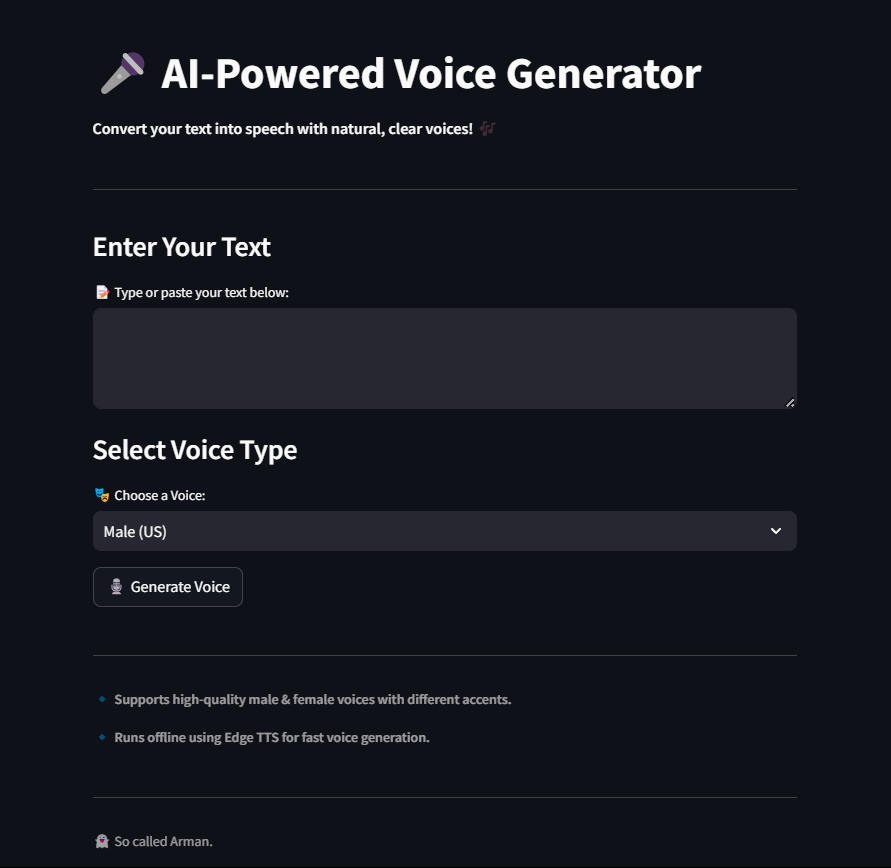 🎤 AI-Powered Voice Generator
Convert your text into speech with natural, clear voices! 🎶
Enter Your Text
📝 Type or paste your text below:
Select Voice Type
🎭 Choose a Voice:
Male (US)
🎙️ Generate Voice
🔹 Supports high-quality male & female voices with different accents.
🔹 Runs offline using Edge TTS for fast voice generation.
👻 So called Arman.